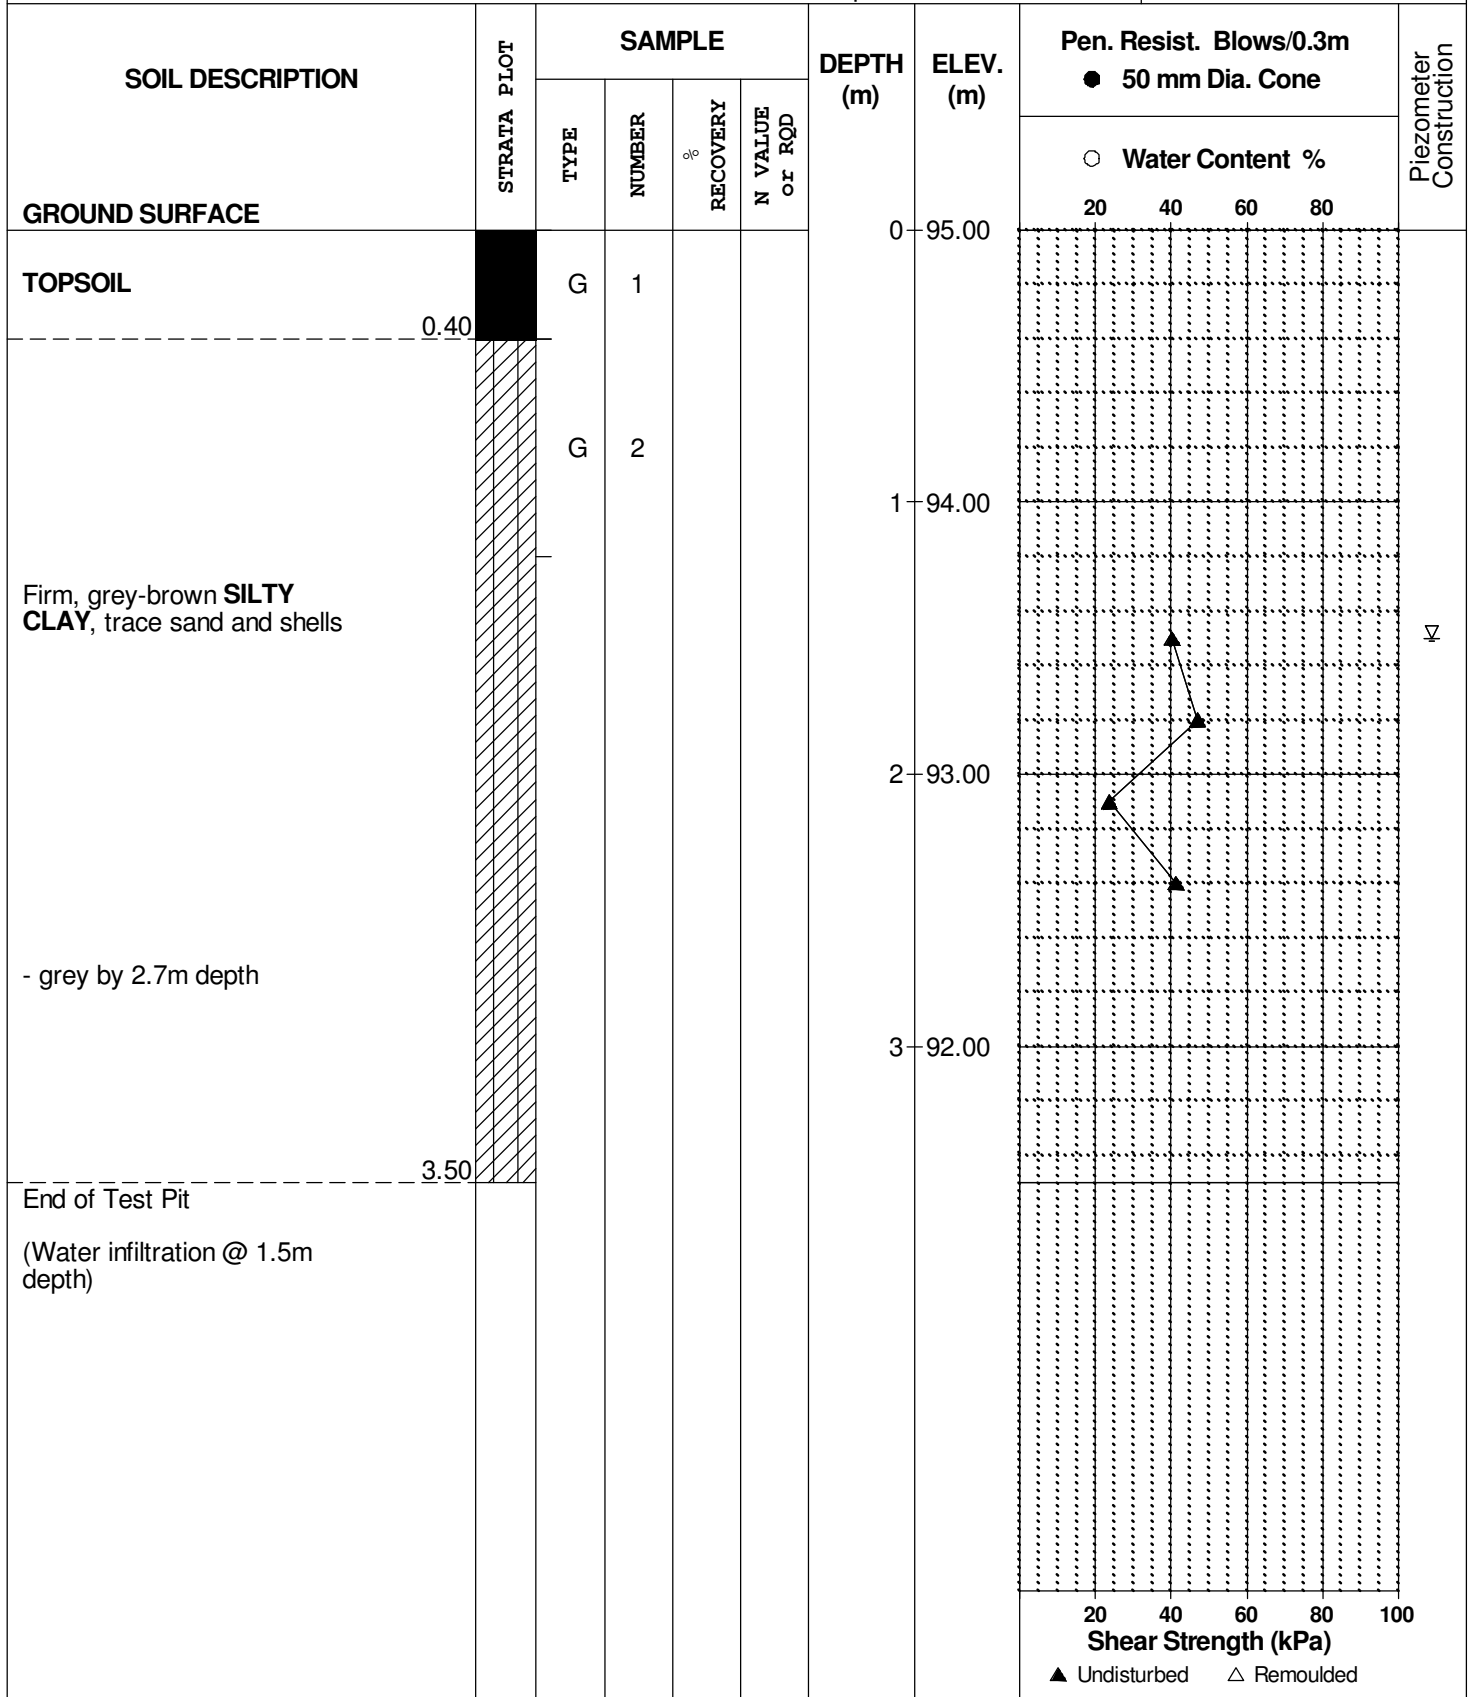 SOIL DESCRIPTION
GROUND SURFACE
STRATA PLOT
SAMPLE
TYPE
NUMBER
% RECOVERY
N VALUE
or RQD
DEPTH
(m)
ELEV.
(m)
Pen. Resist. Blows/0.3m
● 50 mm Dia. Cone
○ Water Content %
20 40 60 80
Piezometer
Construction
0 95.00
TOPSOIL
G 1
0.40
G 2
1 94.00
Firm, grey-brown SILTY
CLAY, trace sand and shells
2 93.00
- grey by 2.7m depth
3 92.00
3.50
End of Test Pit
(Water infiltration @ 1.5m
depth)
20 40 60 80 100
Shear Strength (kPa)
▲ Undisturbed △ Remoulded